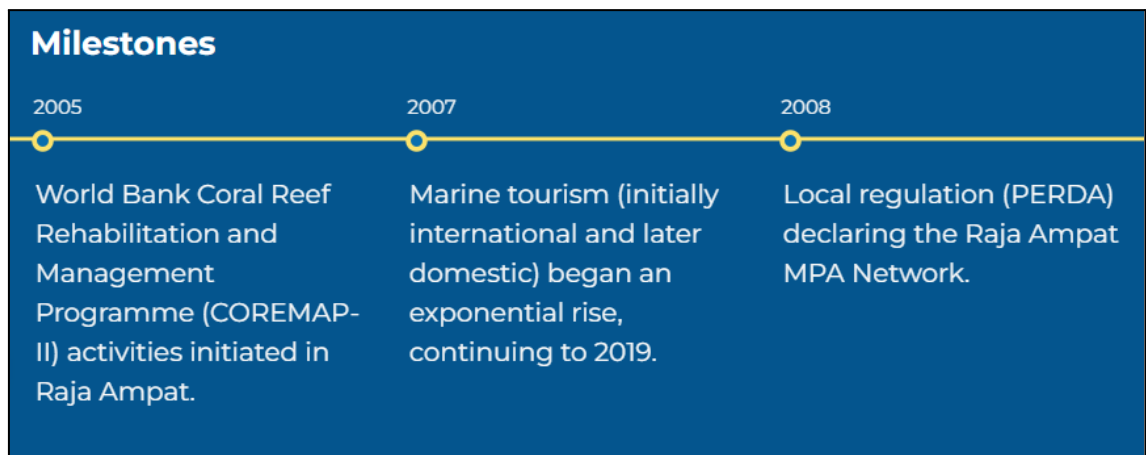 Milestones
2005
World Bank Coral Reef
Rehabilitation and
Management
Programme (COREMAP-
II) activities initiated in
Raja Ampat.
2007
Marine tourism (initially
international and later
domestic) began an
exponential rise,
continuing to 2019.
2008
Local regulation (PERDA)
declaring the Raja Ampat
MPA Network.